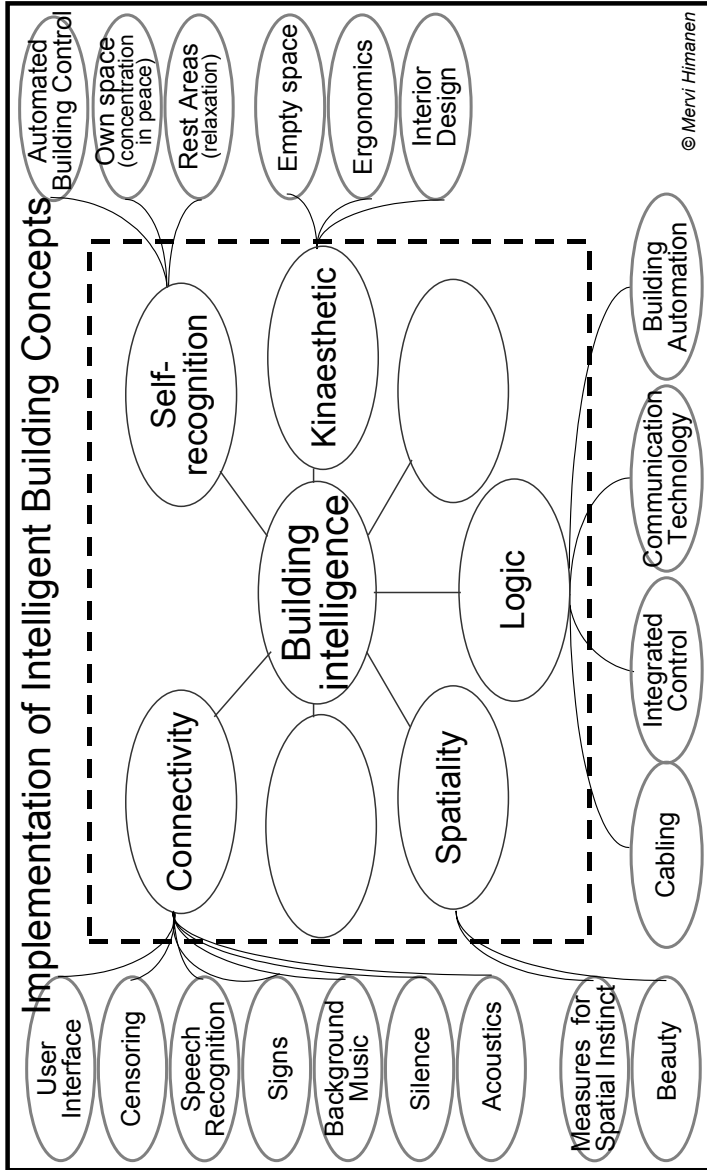 Implementation of Intelligent Building Concepts
User
Interface
Censoring
Speech
Recognition
Signs
Background
Music
Silence
Acoustics
Measures for
Spatial Instinct
Beauty
Connectivity
Spatiality
Building
intelligence
Logic
Self-
recognition
Kinaesthetic
Automated
Building Control
Own space
(concentration
in peace)
Rest Areas
(relaxation)
Empty space
Ergonomics
Interior
Design
Cabling
Integrated
Control
Communication
Technology
Building
Automation
© Mervi Himanen